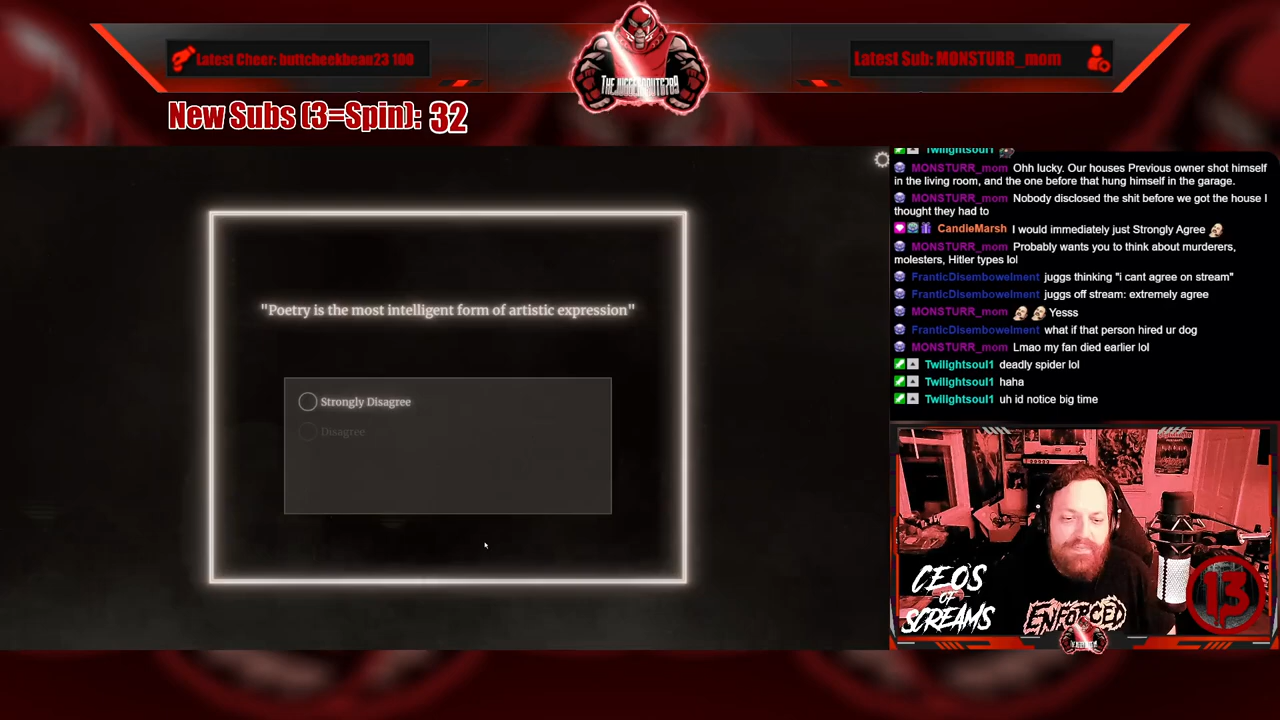 Latest Cheer: buttcheekbeau23 100
THEJUGGERNAUT6789
Latest Sub: MONSTURR_mom
New Subs (3=Spin): 32
"Poetry is the most intelligent form of artistic expression"
Strongly Disagree
Disagree
Twilightsoul1
MONSTURR_mom Ohh lucky. Our houses Previous owner shot himself
in the living room, and the one before that hung himself in the garage.
MONSTURR_mom Nobody disclosed the shit before we got the house I
thought they had to
CandieMarsh I would immediately just Strongly Agree
MONSTURR_mom Probably wants you to think about murderers,
molesters, Hitler types lol
FranticDisembowelment juggs thinking "i cant agree on stream"
FranticDisembowelment juggs off stream: extremely agree
MONSTURR_mom Yesss
FranticDisembowelment what if that person hired ur dog
MONSTURR_mom Lmao my fan died earlier lol
Twilightsoul1 deadly spider lol
Twilightsoul1 haha
Twilightsoul1 uh id notice big time
CEOS
OF
SCREAMS
ENFORCED
13